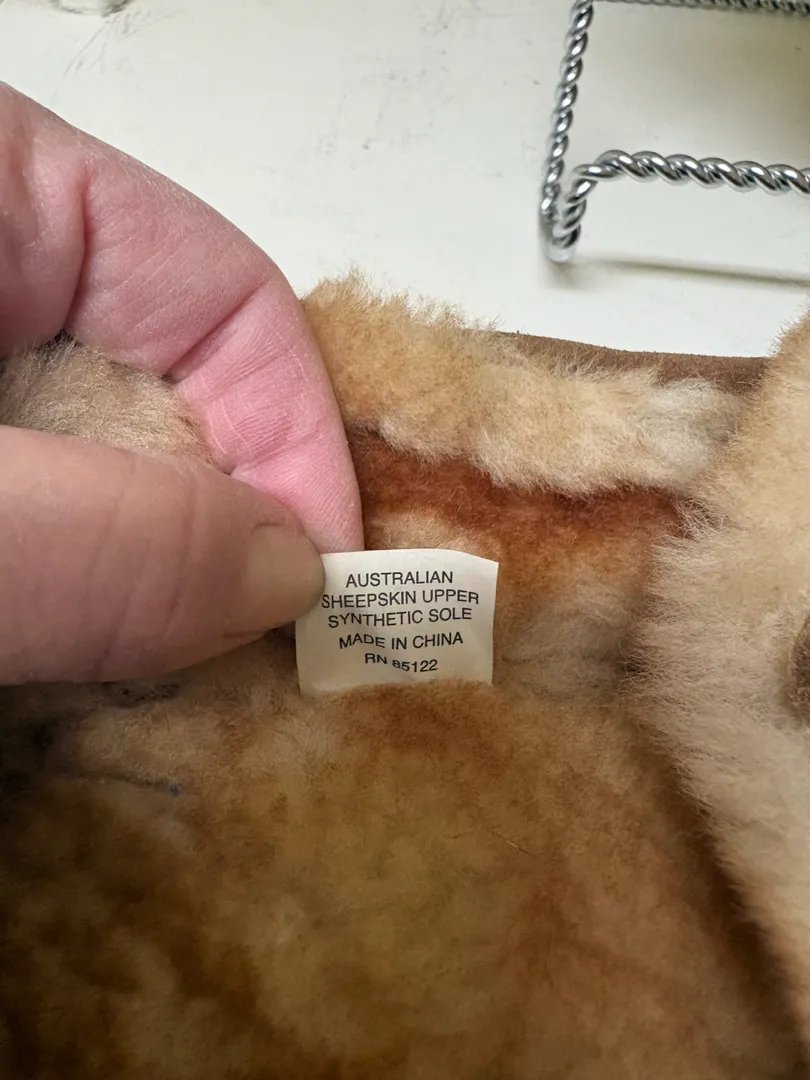 AUSTRALIAN
SHEEPSKIN UPPER
SYNTHETIC SOLE
MADE IN CHINA
RN 85122